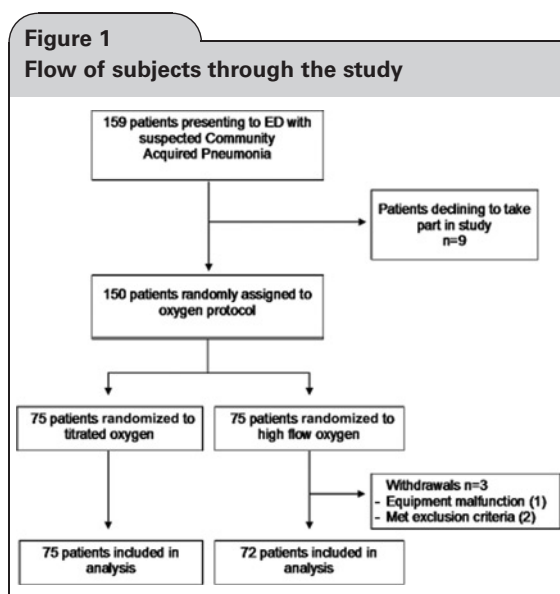 Figure 1
Flow of subjects through the study
159 patients presenting to ED with
suspected Community
Acquired Pneumonia
Patients declining to take
part in study
n=9
150 patients randomly assigned to
oxygen protocol
75 patients randomized to
titrated oxygen
75 patients randomized to
high flow oxygen
Withdrawals n=3
- Equipment malfunction (1)
- Met exclusion criteria (2)
75 patients included in
analysis
72 patients included in
analysis